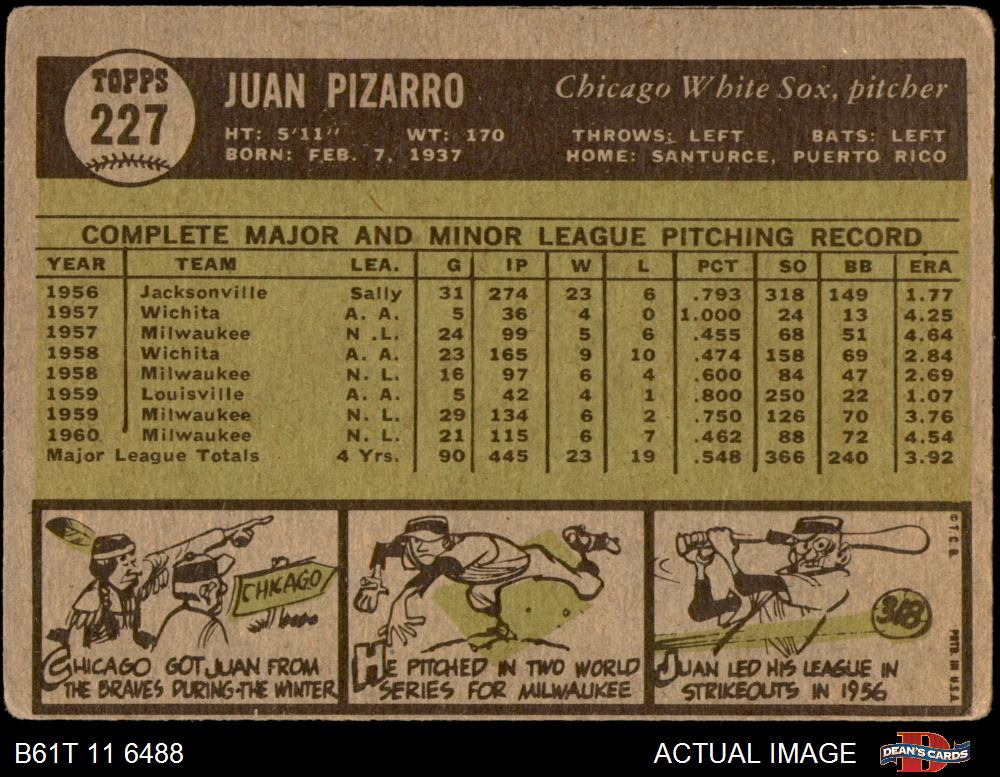 TOPPS
227
JUAN PIZARRO
Chicago White Sox, pitcher
HT: 5'11" WT: 170 THROWS: LEFT BATS: LEFT
BORN: FEB. 7, 1937 HOME: SANTURCE, PUERTO RICO
COMPLETE MAJOR AND MINOR LEAGUE PITCHING RECORD
YEAR TEAM LEA. G IP W L PCT SO BB ERA
1956 Jacksonville Sally 31 274 23 6 .793 318 149 1.77
1957 Wichita A. A. 5 36 4 0 1.000 24 13 4.25
1957 Milwaukee N .L. 24 99 5 6 .455 68 51 4.64
1958 Wichita A. A. 23 165 9 10 .474 158 69 2.84
1958 Milwaukee N. L. 16 97 6 4 .600 84 47 2.69
1959 Louisville A. A. 5 42 4 1 .800 250 22 1.07
1959 Milwaukee N. L. 29 134 6 2 .750 126 70 3.76
1960 Milwaukee N. L. 21 115 6 7 .462 88 72 4.54
Major League Totals 4 Yrs. 90 445 23 19 .548 366 240 3.92
CHICAGO
CHICAGO GOT JUAN FROM
THE BRAVES DURING-THE WINTER
HE PITCHED IN TWO WORLD
SERIES FOR MILWAUKEE
318
JUAN LED HIS LEAGUE IN
STRIKEOUTS IN 1956
© T. C. G.
PRTD. IN U.S.A.
B61T 11 6488
ACTUAL IMAGE
DEAN'S CARDS